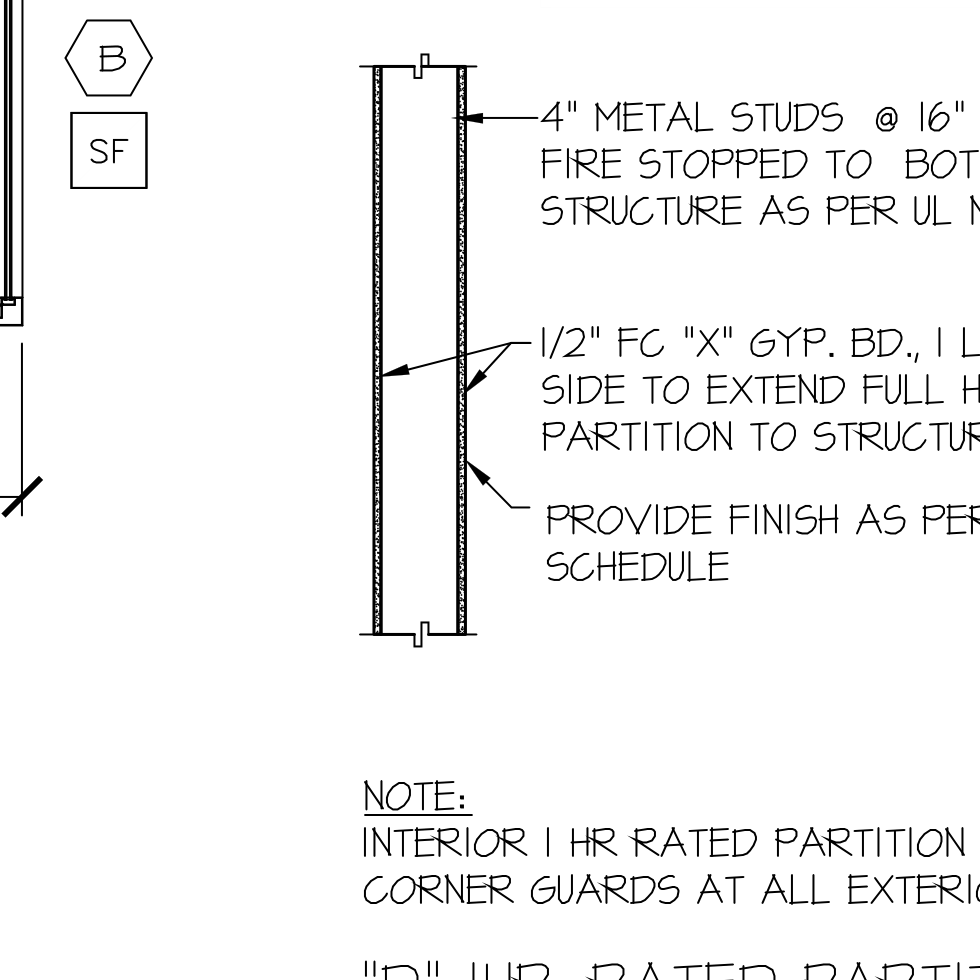 B
SF
4" METAL STUDS @ 16"
FIRE STOPPED TO BOT
STRUCTURE AS PER UL
1/2" FC "X" GYP. BD., 1 L
SIDE TO EXTEND FULL H
PARTITION TO STRUCTUR
PROVIDE FINISH AS PER
SCHEDULE
NOTE:
INTERIOR 1 HR RATED PARTITION
CORNER GUARDS AT ALL EXTERIO